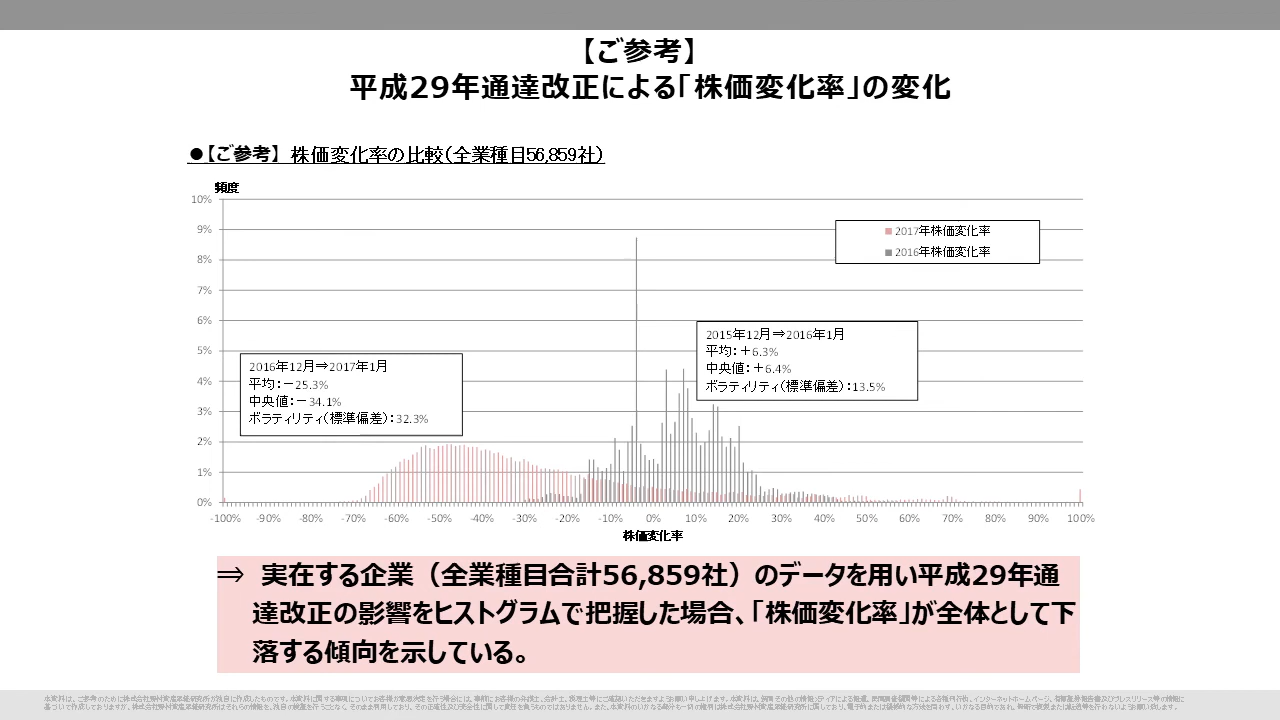 【ご参考】
平成29年通達改正による「株価変化率」の変化
●【ご参考】 株価変化率の比較（全業種目56,859社）
頻度
10%
9%
8%
7%
6%
5%
4%
3%
2%
1%
0%
2017年株価変化率
2016年株価変化率
2015年12月⇒2016年1月
平均：＋6.3%
中央値：＋6.4%
ボラティリティ（標準偏差）：13.5%
2016年12月⇒2017年1月
平均：－25.3%
中央値：－34.1%
ボラティリティ（標準偏差）：32.3%
-100% -90% -80% -70% -60% -50% -40% -30% -20% -10% 0% 10% 20% 30% 40% 50% 60% 70% 80% 90% 100%
株価変化率
⇒ 実在する企業（全業種目合計56,859社）のデータを用い平成29年通
達改正の影響をヒストグラムで把握した場合、「株価変化率」が全体として下
落する傾向を示している。